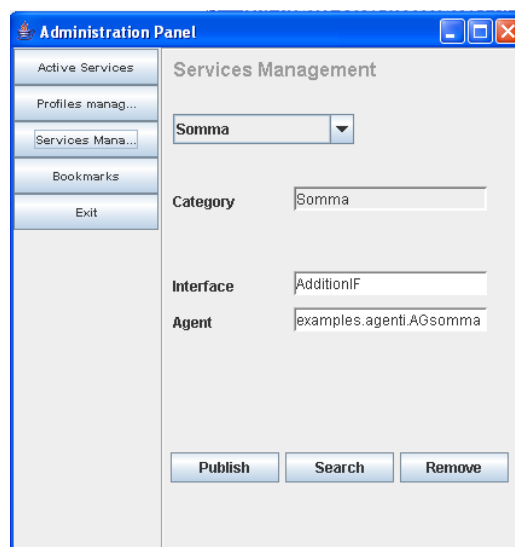 Administration Panel
Active Services
Profiles manag...
Services Mana...
Bookmarks
Exit
Services Management
Somma
Category
Somma
Interface
AdditionIF
Agent
examples.agenti.AGsomma
Publish
Search
Remove